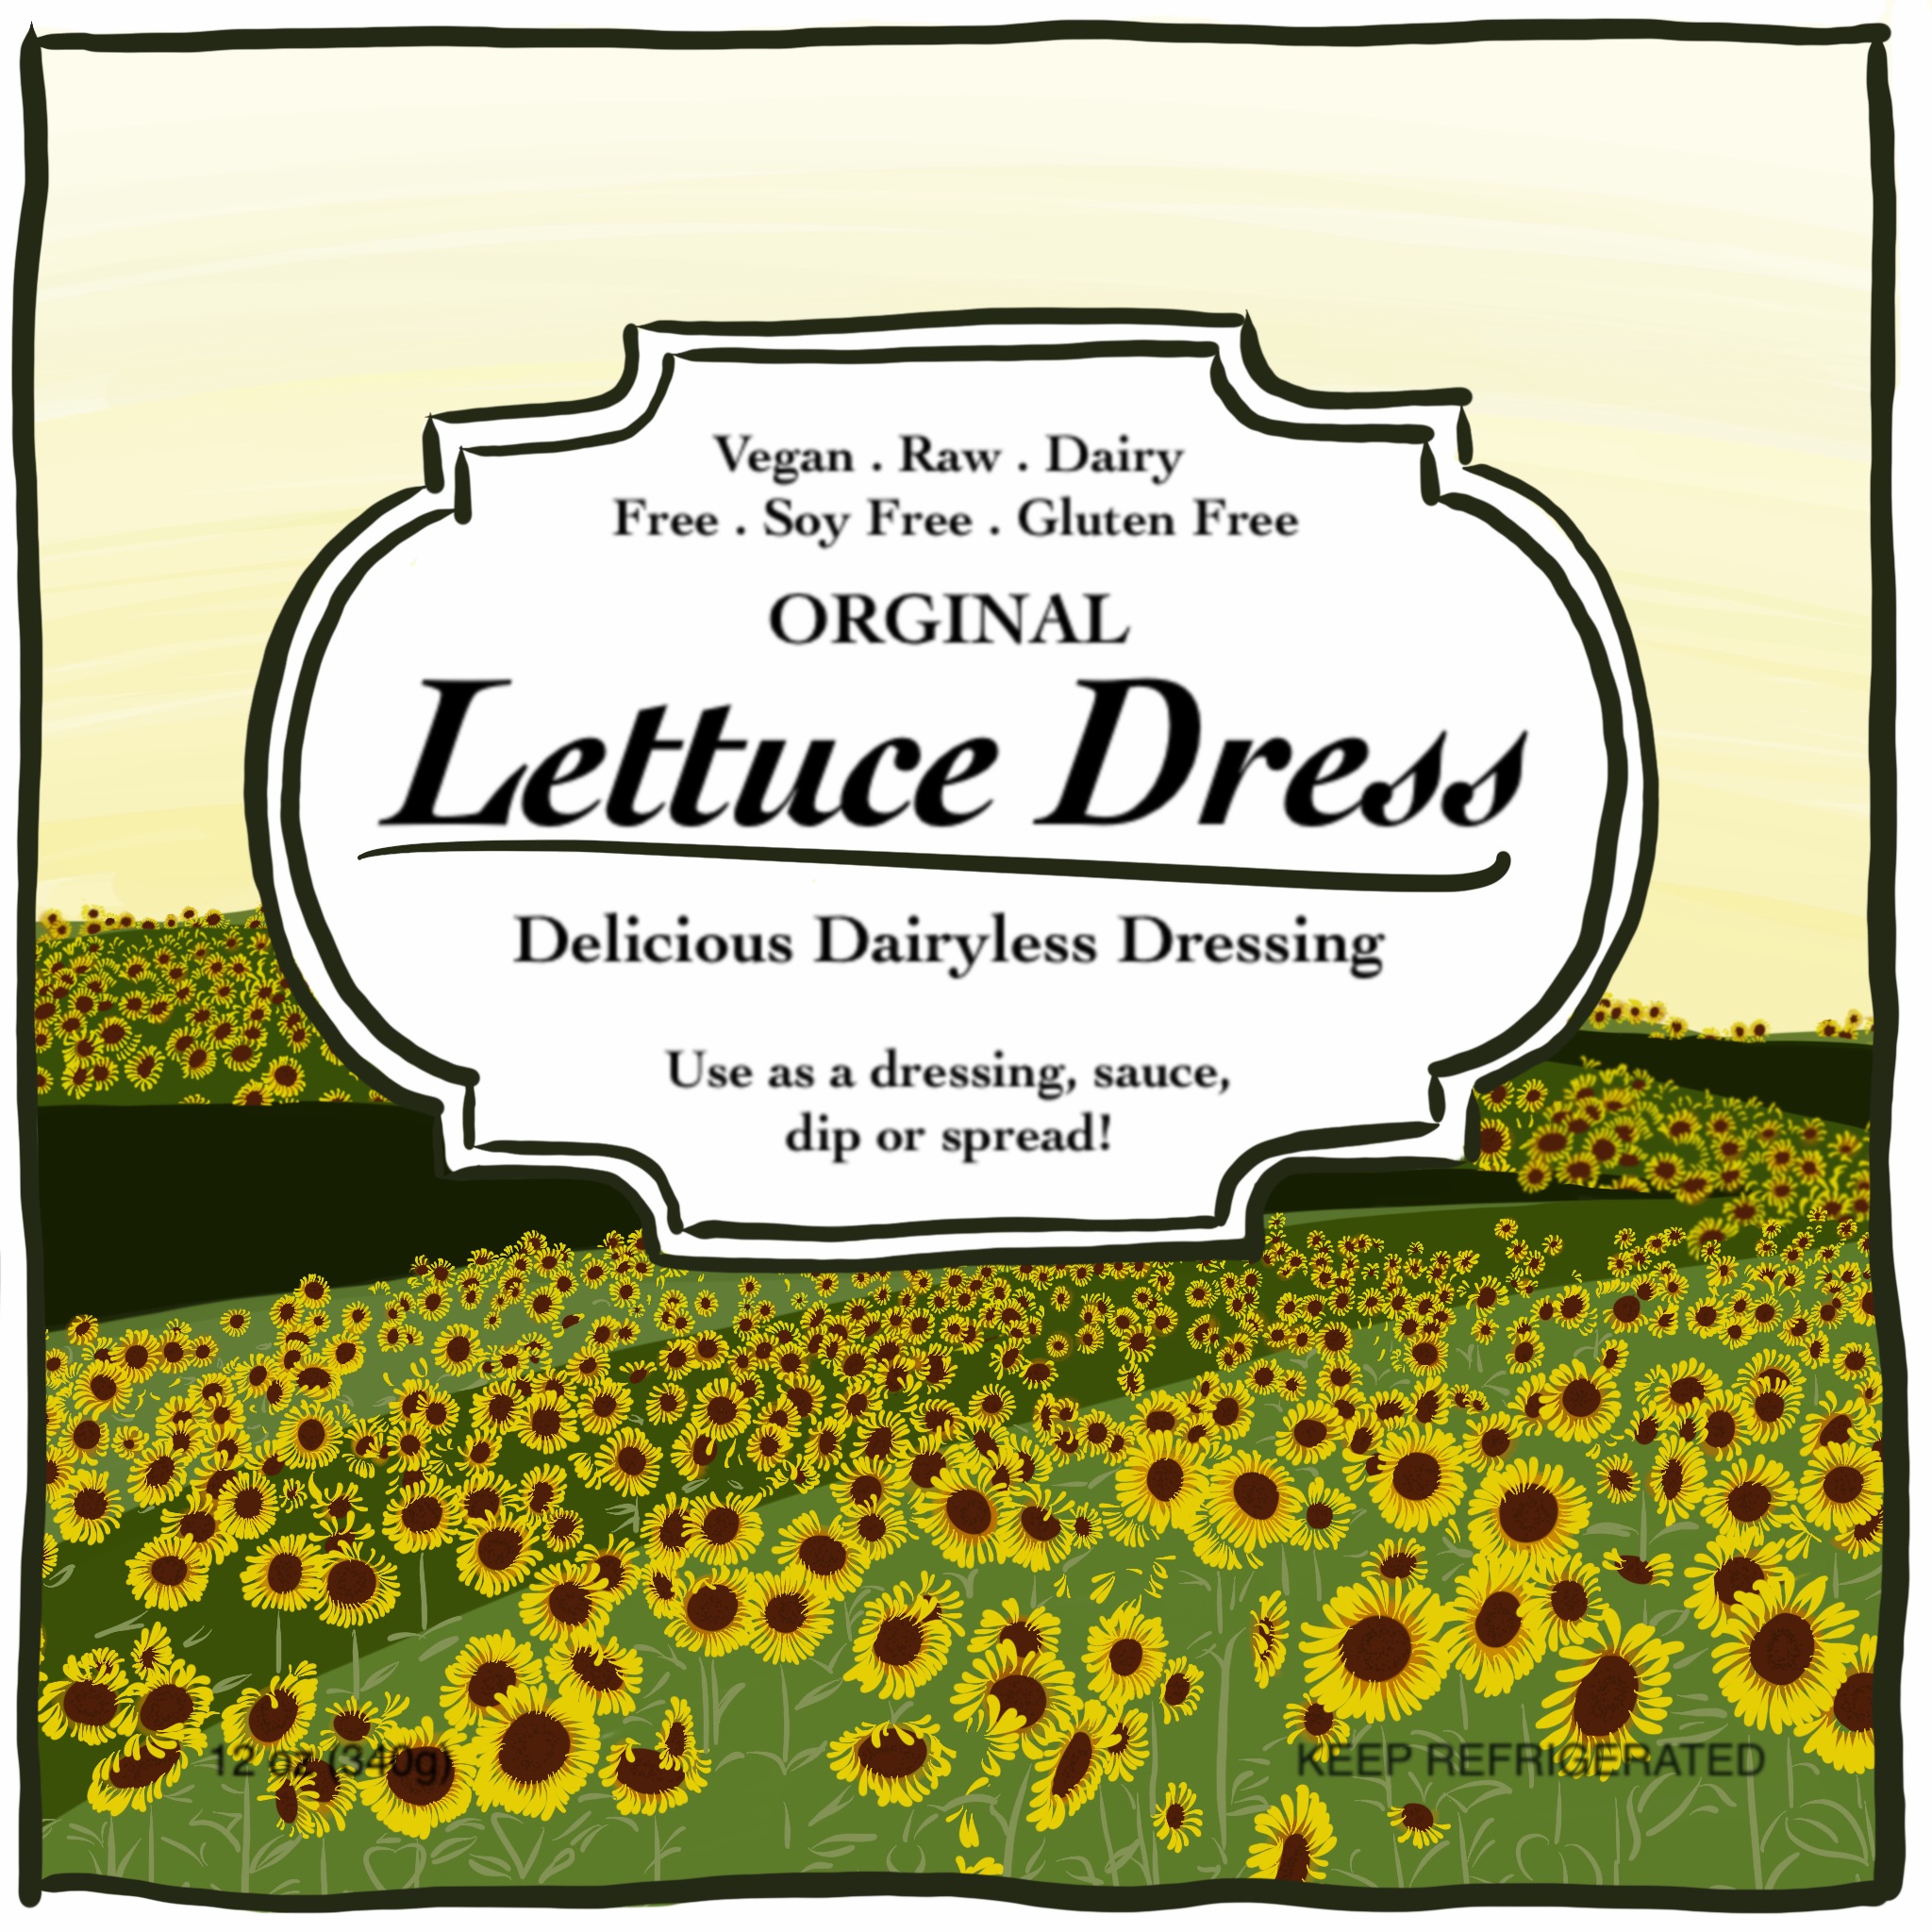 Vegan . Raw . Dairy
Free . Soy Free . Gluten Free
ORGINAL
Lettuce Dress
Delicious Dairyless Dressing
Use as a dressing, sauce,
dip or spread!
12 oz (340g)
KEEP REFRIGERATED